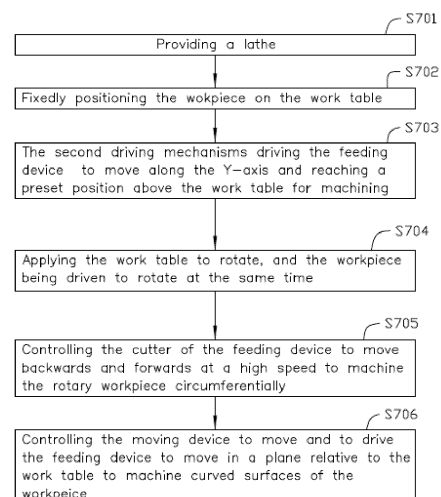 S701
Providing a lathe
S702
Fixedly positioning the wokpiece on the work table
S703
The second driving mechanisms driving the feeding
device to move along the Y-axis and reaching a
preset position above the work table for machining
S704
Applying the work table to rotate, and the workpiece
being driven to rotate at the same time
S705
Controlling the cutter of the feeding device to move
backwards and forwards at a high speed to machine
the rotary workpiece circumferentially
S706
Controlling the moving device to move and to drive
the feeding device to move in a plane relative to the
work table to machine curved surfaces of the
workpeice